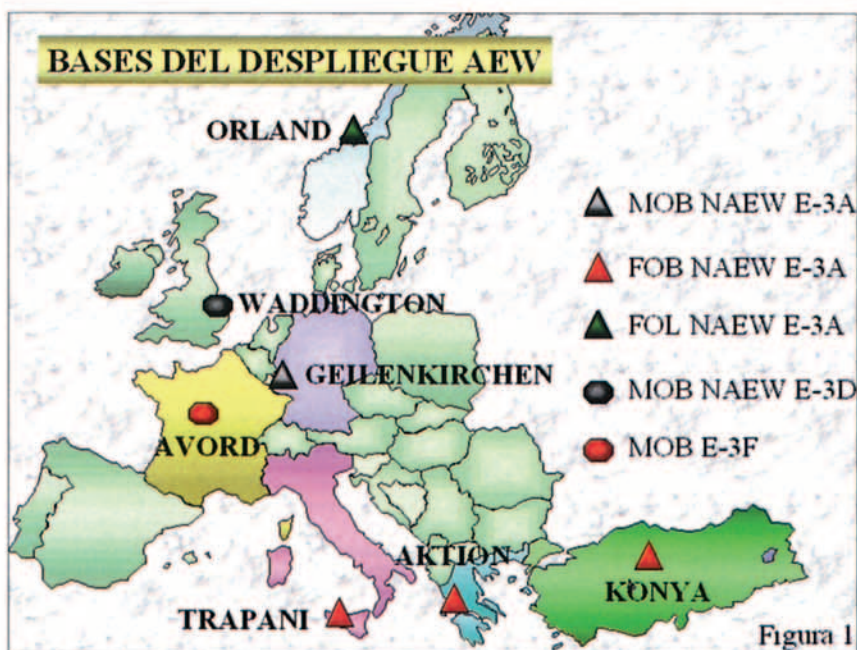 BASES DEL DESPLIEGUE AEW
ORLAND
WADDINGTON
GEILENKIRCHEN
AVORD
AKTION
TRAPANI
KONYA
MOB NAEW E-3A
FOB NAEW E-3A
FOL NAEW E-3A
MOB NAEW E-3D
MOB E-3F
Figura 1